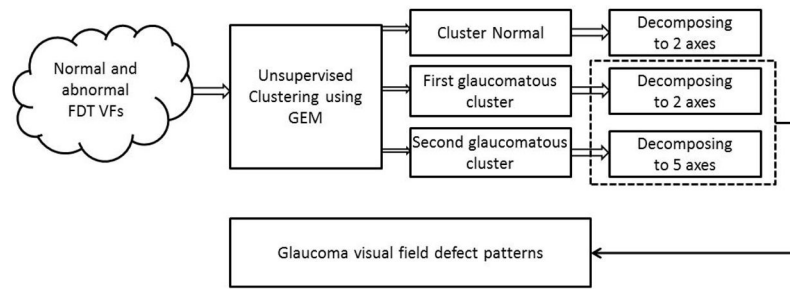 Normal and
abnormal
FDT VFs
Unsupervised
Clustering using
GEM
Cluster Normal
Decomposing
to 2 axes
First glaucomatous
cluster
Decomposing
to 2 axes
Second glaucomatous
cluster
Decomposing
to 5 axes
Glaucoma visual field defect patterns